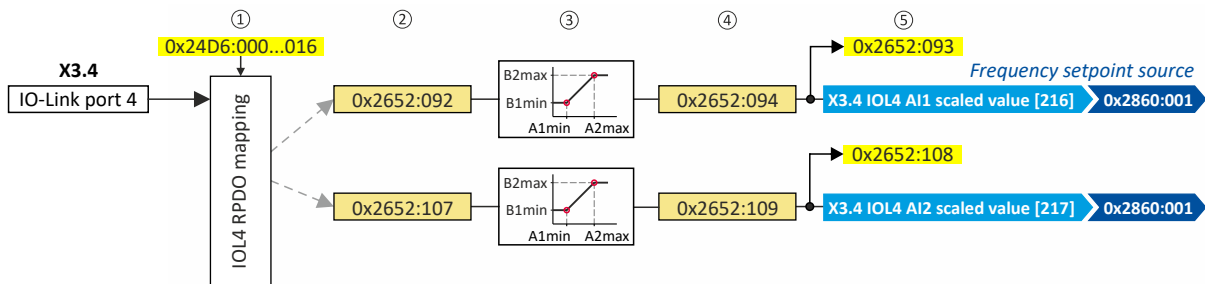 ① ② ③ ④ ⑤
0x24D6:000...016
0x2652:093
X3.4
Frequency setpoint source
IO-Link port 4
IOL4 RPDO mapping
0x2652:092
B2max
B1min
A1min A2max
0x2652:094
X3.4 IOL4 AI1 scaled value [216]
0x2860:001
0x2652:108
0x2652:107
B2max
B1min
A1min A2max
0x2652:109
X3.4 IOL4 AI2 scaled value [217]
0x2860:001